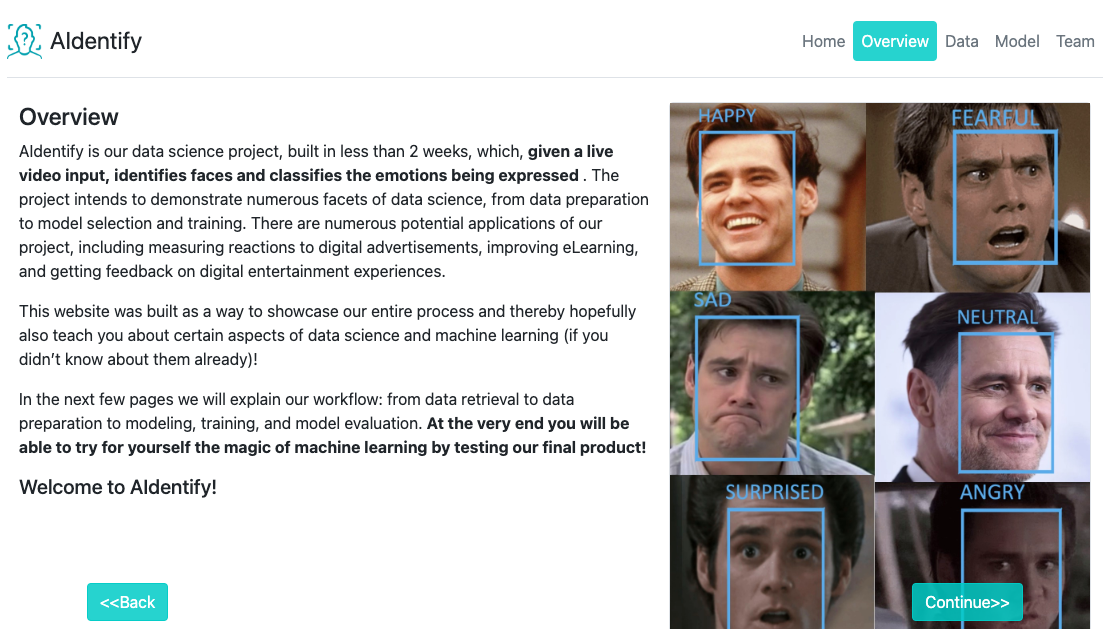 AIdentify
Home Overview Data Model Team
Overview
AIdentify is our data science project, built in less than 2 weeks, which, given a live
video input, identifies faces and classifies the emotions being expressed . The
project intends to demonstrate numerous facets of data science, from data preparation
to model selection and training. There are numerous potential applications of our
project, including measuring reactions to digital advertisements, improving eLearning,
and getting feedback on digital entertainment experiences.
This website was built as a way to showcase our entire process and thereby hopefully
also teach you about certain aspects of data science and machine learning (if you
didn’t know about them already)!
In the next few pages we will explain our workflow: from data retrieval to data
preparation to modeling, training, and model evaluation. At the very end you will be
able to try for yourself the magic of machine learning by testing our final product!
Welcome to AIdentify!
<<Back
HAPPY
FEARFUL
SAD
NEUTRAL
SURPRISED
ANGRY
Continue>>